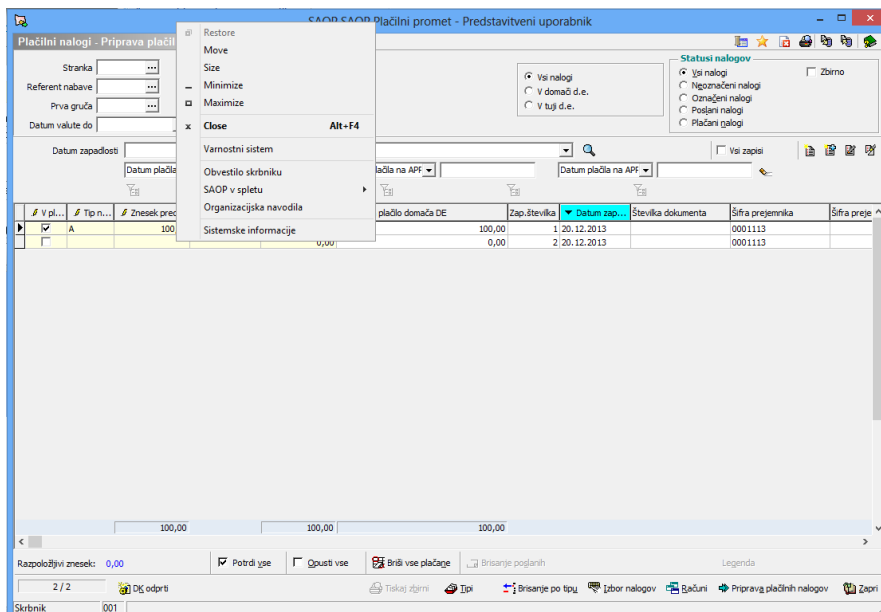 SAOP SAOP Plačilni promet - Predstavitveni uporabnik
Plačilni nalogi - Priprava plačil
Restore
Move
Size
Minimize
Maximize
Close Alt+F4
Varnostni sistem
Obvestilo skrbniku
SAOP v spletu
Organizacijska navodila
Sistemske informacije
Stranka
Referent nabave
Prva gruča
Datum valute do
Vsi nalogi
V domači d.e.
V tuji d.e.
Statusi nalogov
Vsi nalogi
Neoznačeni nalogi
Označeni nalogi
Poslani nalogi
Plačani nalogi
Zbirno
Datum zapadlosti
Vsi zapisi
Datum plačila na APF
V pl... Tip n... Znesek pred plačilo domača DE Zap.številka Datum zap... Številka dokumenta Šifra prejemnika Šifra preje
A 100 100,00 1 20.12.2013 0001113
0,00 0,00 2 20.12.2013 0001113
100,00 100,00 100,00
Razpoložljivi znesek: 0,00 Potrdi vse Opusti vse Briši vse plačane Brisanje poslanih Legenda
2 / 2 DK odprti Tiskaj zbirni Tipi Brisanje po tipu Izbor nalogov Računi Priprava plačilnih nalogov Zapri
Skrbnik 001